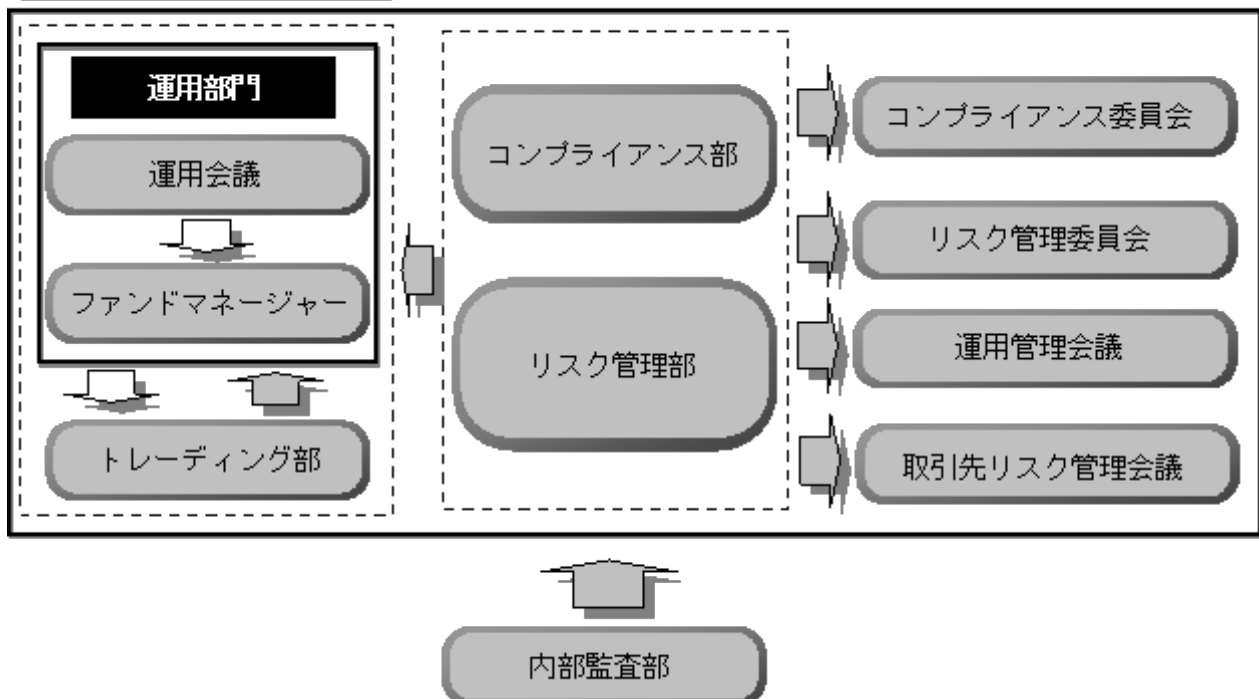 運用部門
運用会議
ファンドマネージャー
トレーディング部
コンプライアンス部
リスク管理部
コンプライアンス委員会
リスク管理委員会
運用管理会議
取引先リスク管理会議
内部監査部